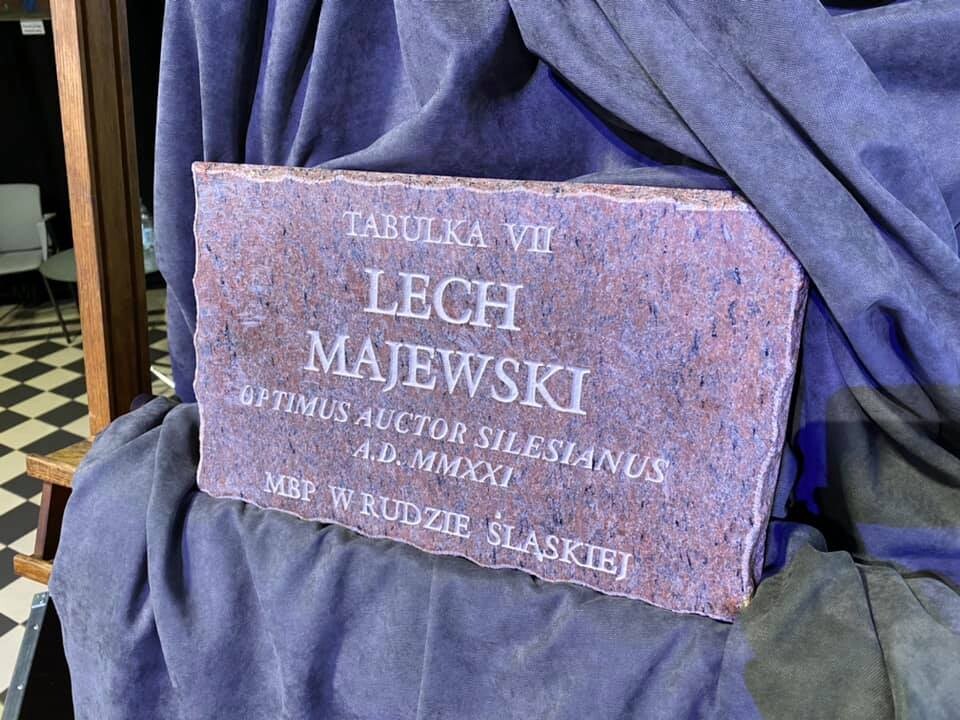 TABULKA VII
LECH
MAJEWSKI
OPTIMUS AUCTOR SILESIANUS
A.D. MMXXI
MBP W RUDZIE ŚLĄSKIEJ